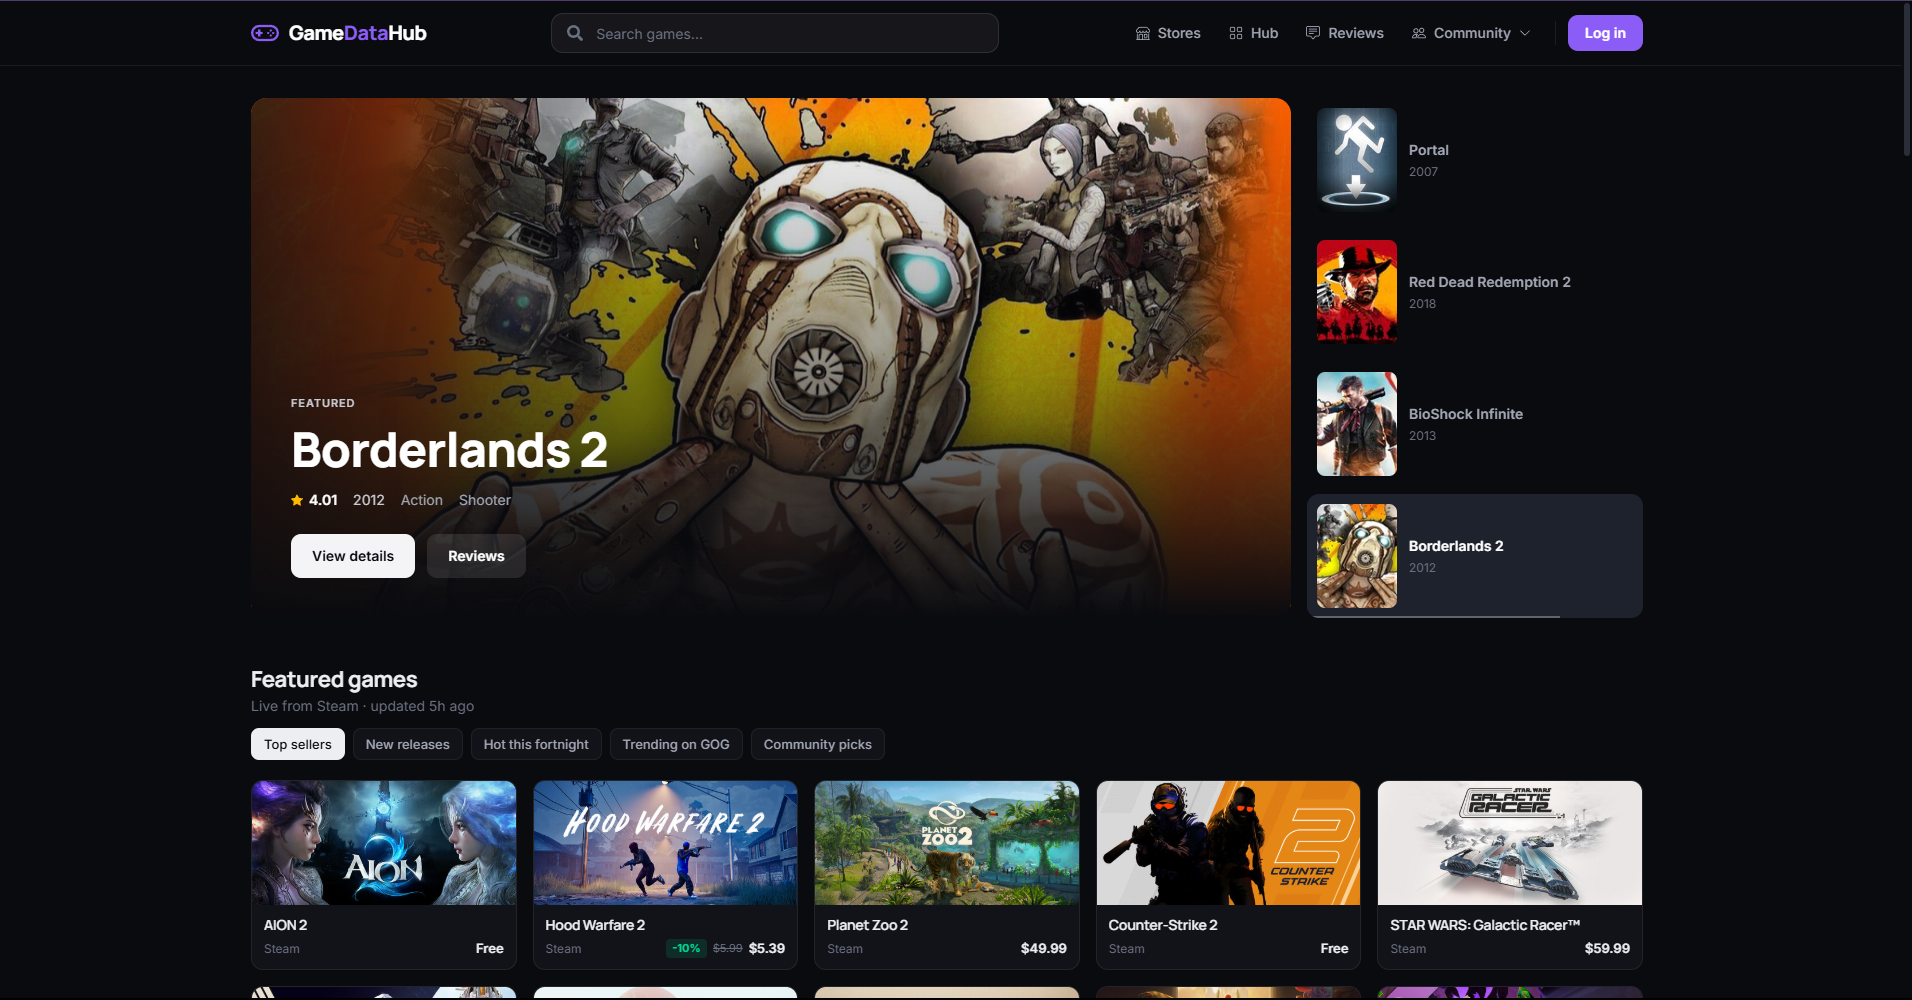 GameDataHub
Search games...
Stores
Hub
Reviews
Community
Log in
FEATURED
Borderlands 2
4.01 2012 Action Shooter
View details
Reviews
Portal
2007
Red Dead Redemption 2
2018
BioShock Infinite
2013
Borderlands 2
2012
Featured games
Live from Steam · updated 5h ago
Top sellers
New releases
Hot this fortnight
Trending on GOG
Community picks
AION 2
AION 2
Steam
Free
HOOD WARFARE 2
Hood Warfare 2
Steam
-10% $5.99 $5.39
PLANET
ZOO2
Planet Zoo 2
Steam
$49.99
2
COUNTER
STRIKE
Counter-Strike 2
Steam
Free
STAR WARS
GALACTIC
RACER
STAR WARS: Galactic Racer™
Steam
$59.99